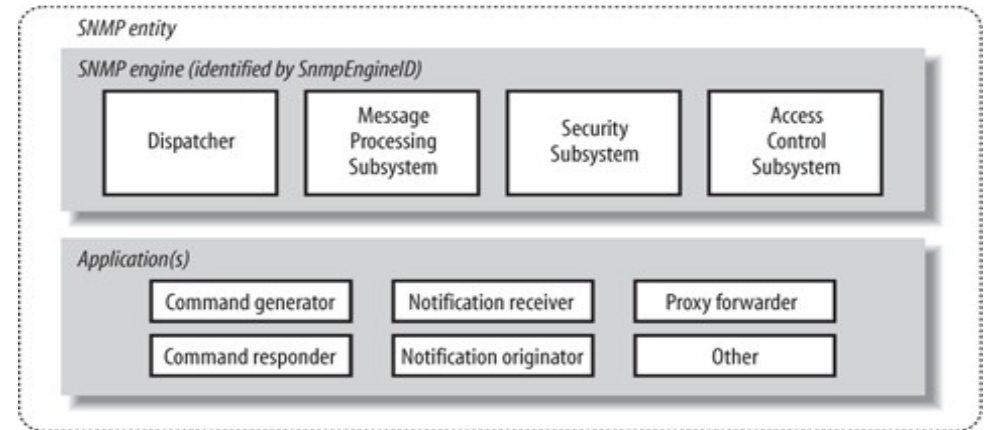 SNMP entity
SNMP engine (identified by SnmpEngineID)
Dispatcher
Message
Processing
Subsystem
Security
Subsystem
Access
Control
Subsystem
Application(s)
Command generator
Notification receiver
Proxy forwarder
Command responder
Notification originator
Other